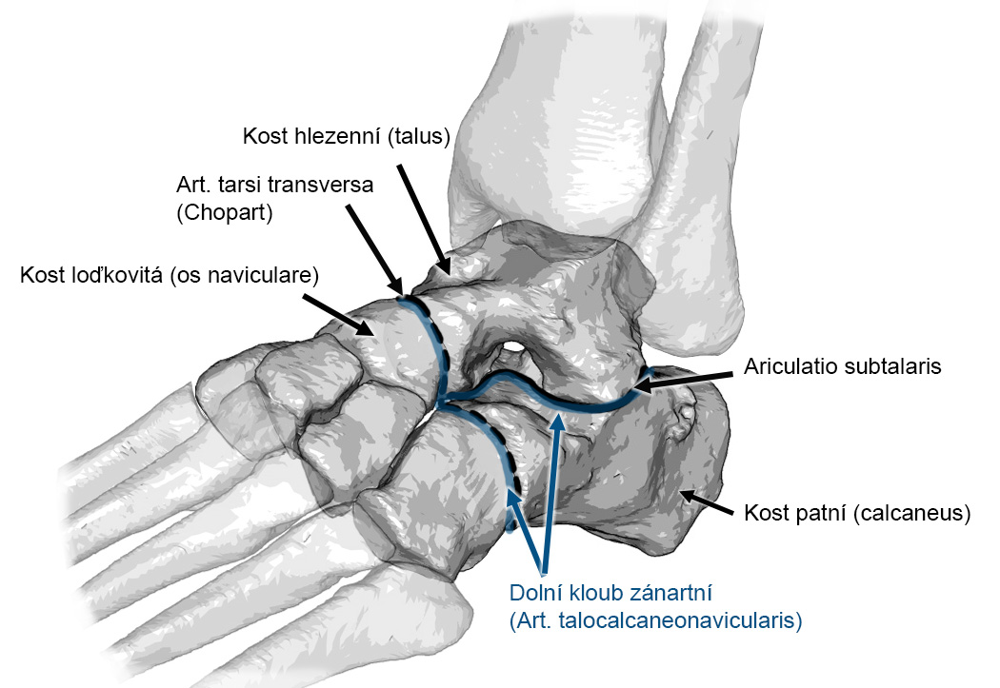 Kost hlezenní (talus)
Art. tarsi transversa
(Chopart)
Kost loďkovitá (os naviculare)
Ariculatio subtalaris
Kost patní (calcaneus)
Dolní kloub zánartní
(Art. talocalcaneonavicularis)